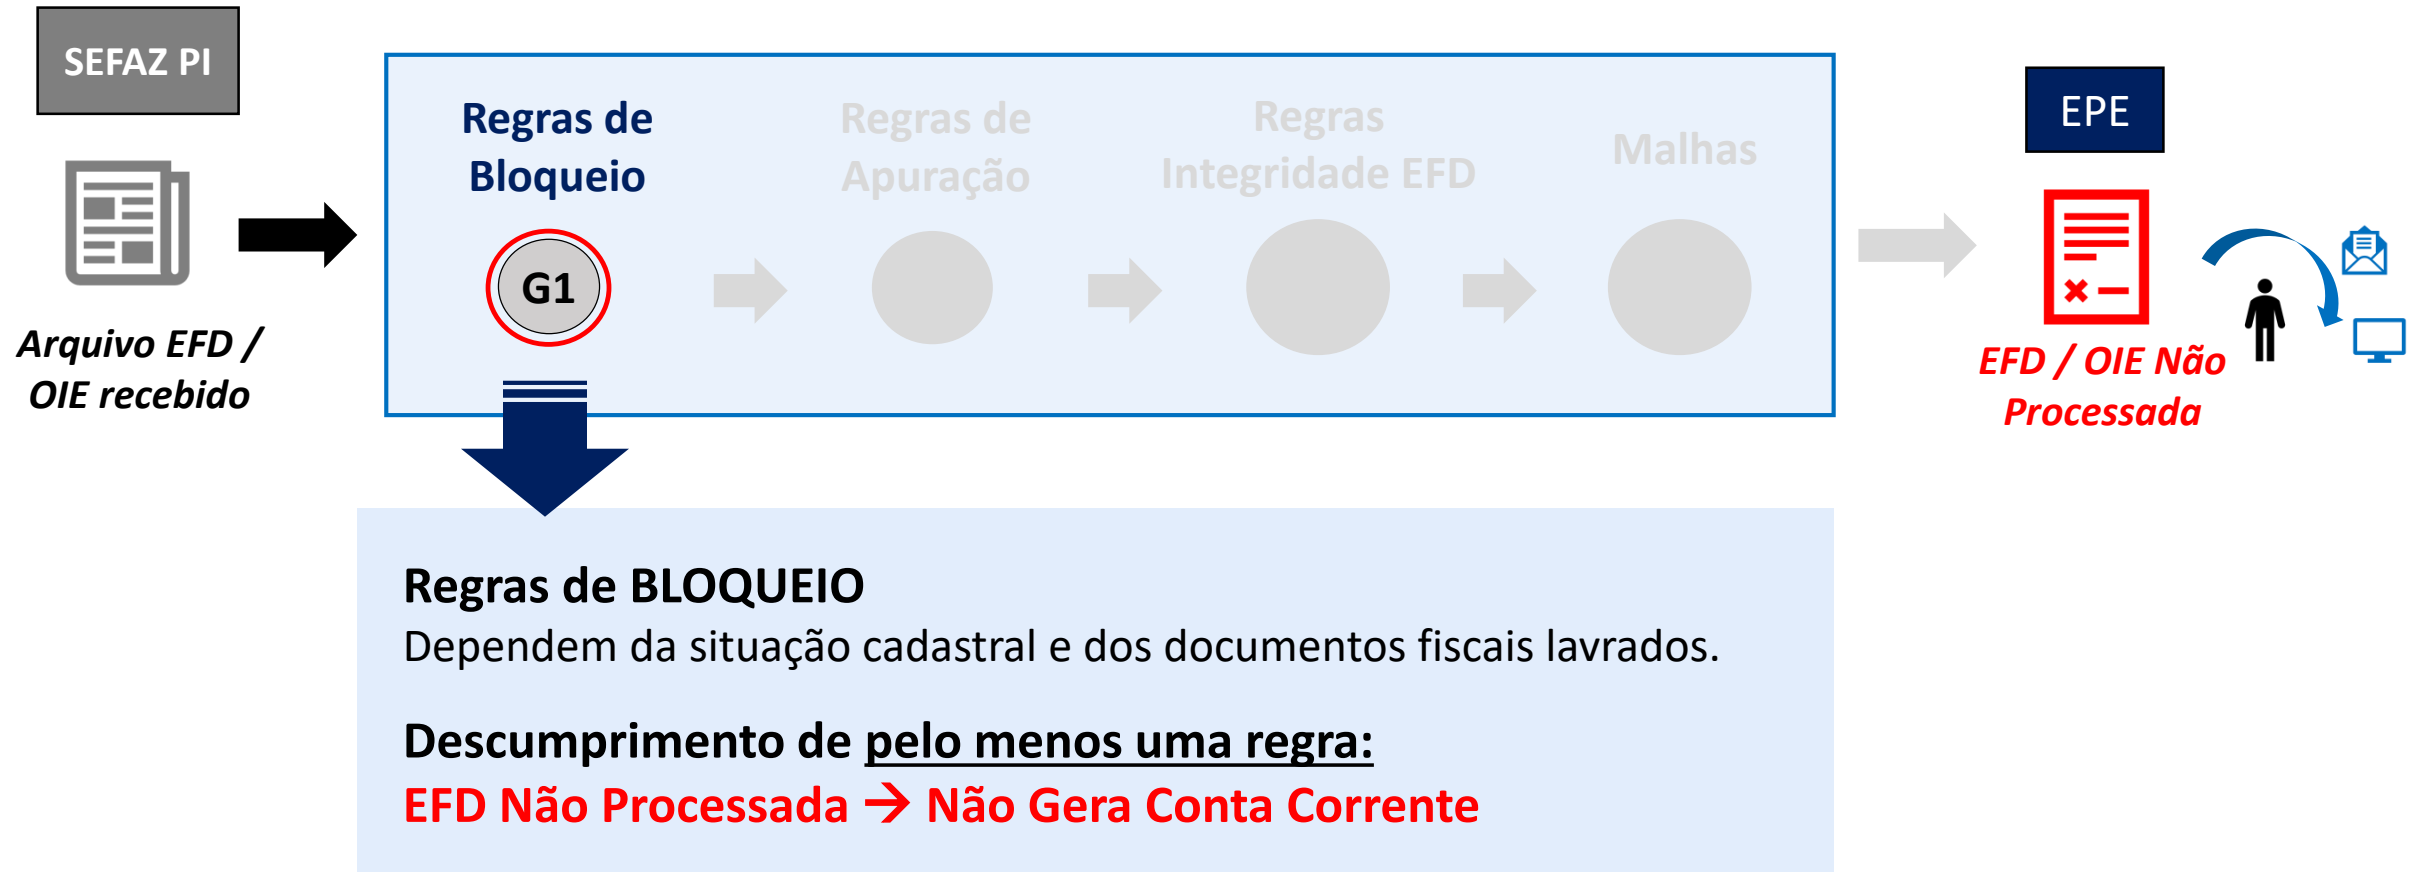 SEFAZ PI
Arquivo EFD /
OIE recebido
Regras de
Bloqueio
G1
Regras de
Apuração
Regras
Integridade EFD
Malhas
EPE
EFD / OIE Não
Processada
Regras de BLOQUEIO
Dependem da situação cadastral e dos documentos fiscais lavrados.
Descumprimento de pelo menos uma regra:
EFD Não Processada → Não Gera Conta Corrente